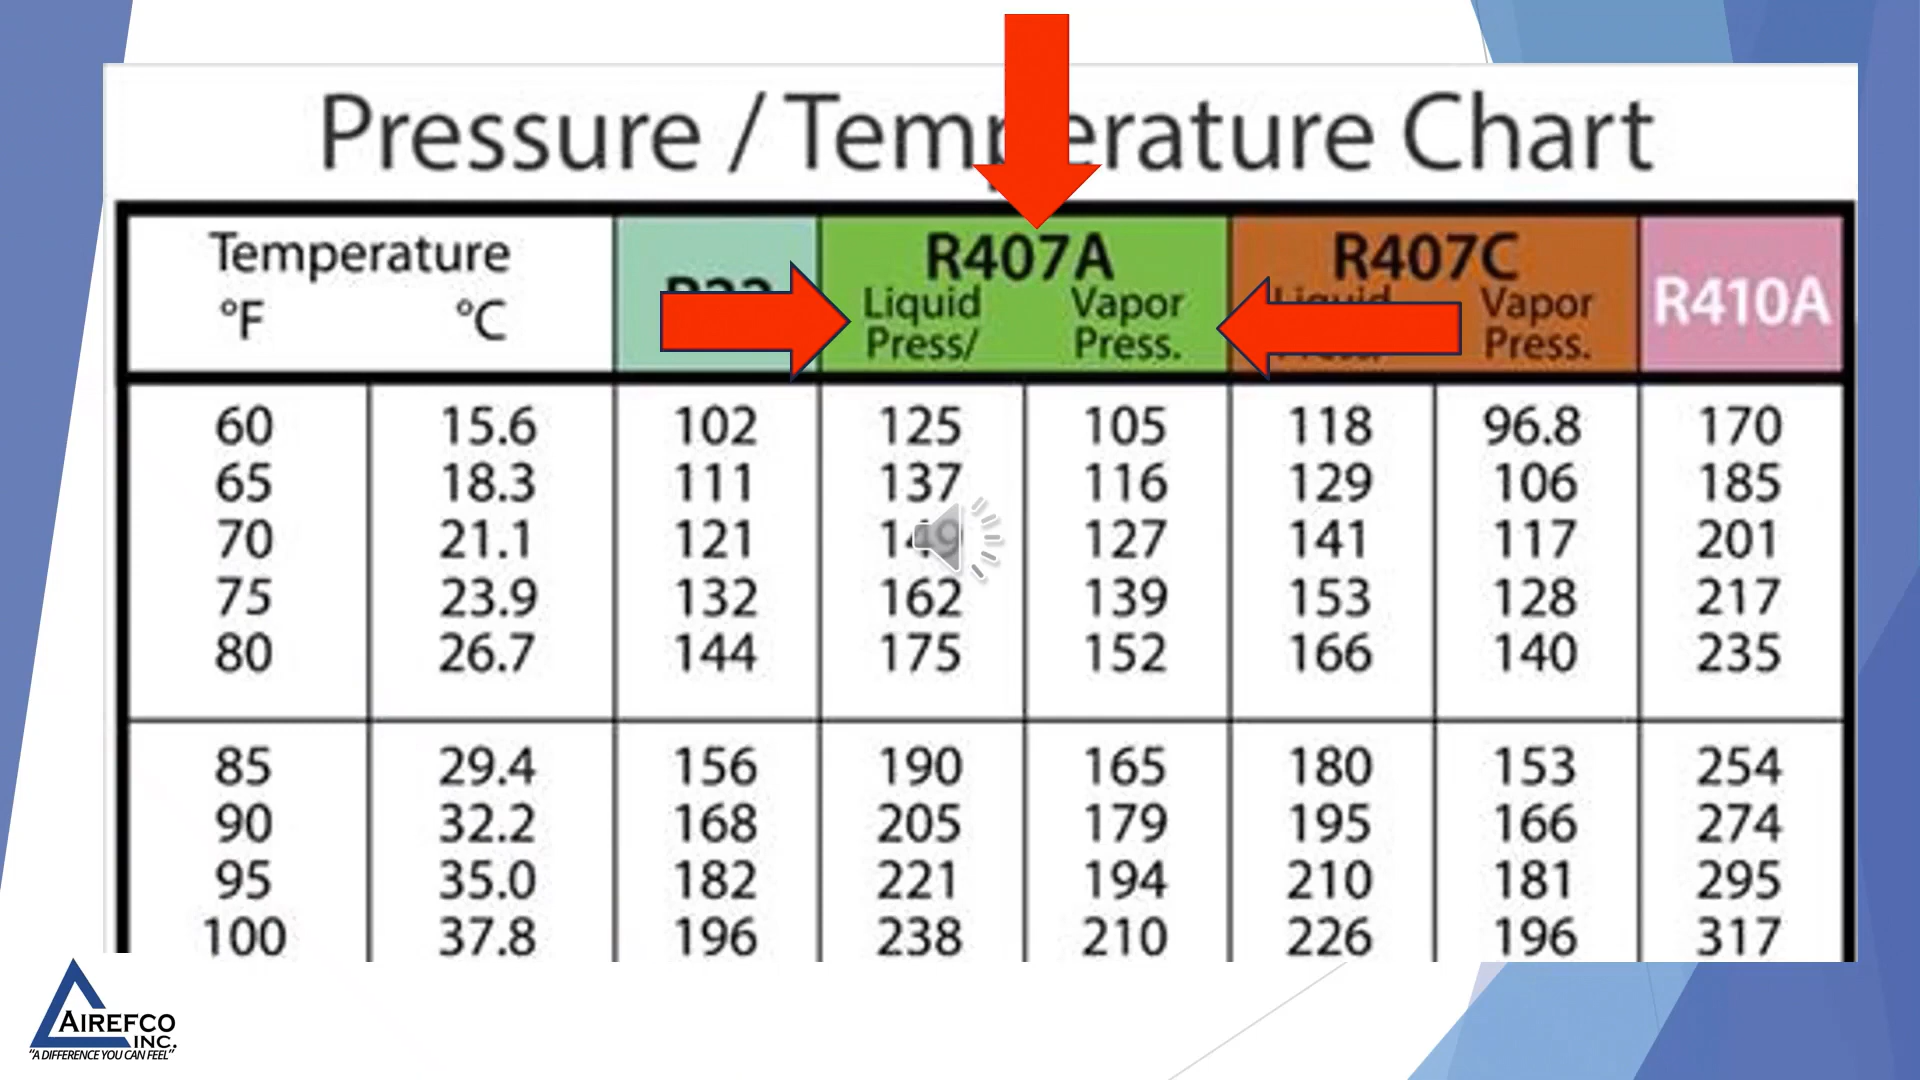 Pressure / Temperature Chart
Temperature
°F °C
R407A
Liquid Press/
Vapor Press.
R407C
Liquid
Vapor Press.
R410A
60 15.6 102 125 105 118 96.8 170
65 18.3 111 137 116 129 106 185
70 21.1 121 149 127 141 117 201
75 23.9 132 162 139 153 128 217
80 26.7 144 175 152 166 140 235
85 29.4 156 190 165 180 153 254
90 32.2 168 205 179 195 166 274
95 35.0 182 221 194 210 181 295
100 37.8 196 238 210 226 196 317
AIREFCO
INC.
"A DIFFERENCE YOU CAN FEEL"